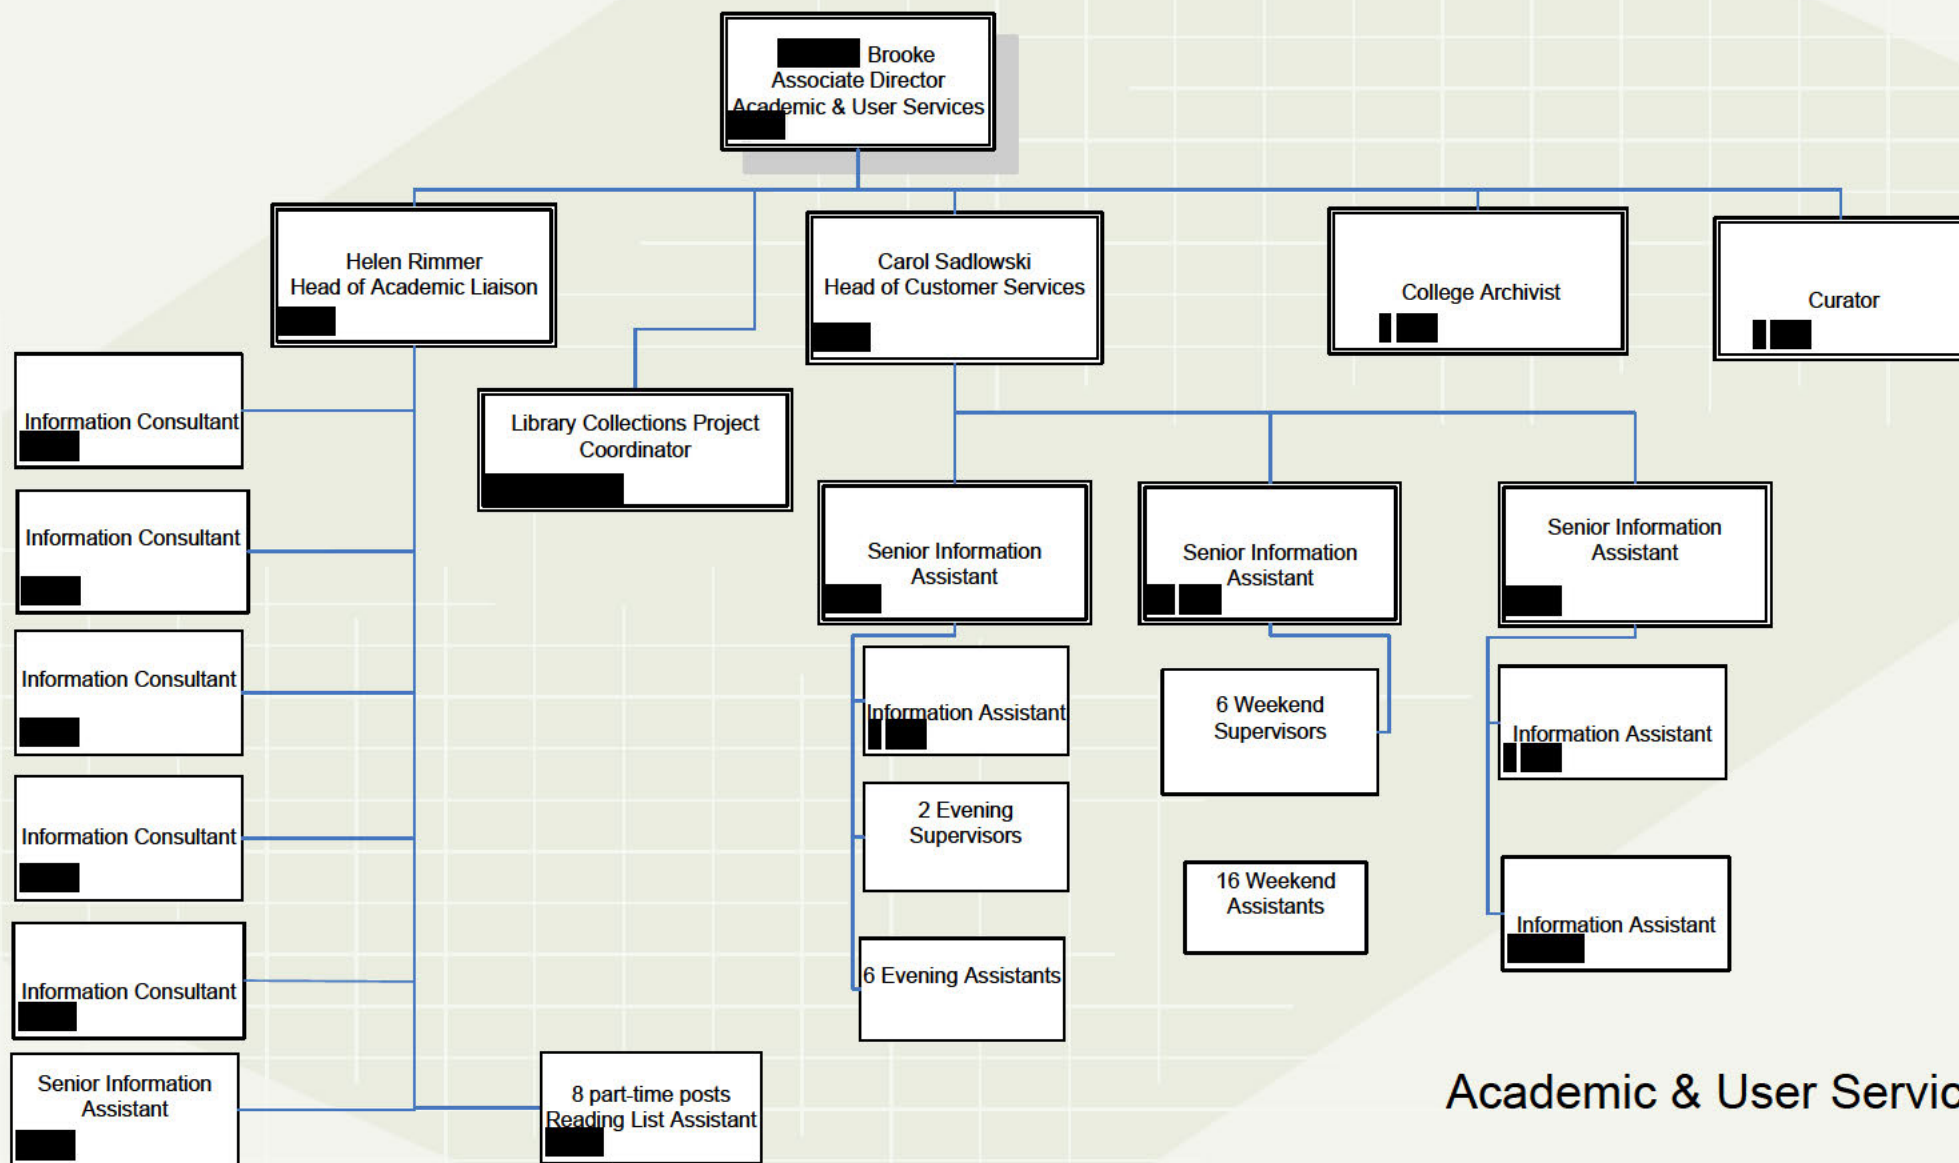 Brooke
Associate Director
Academic & User Services
Helen Rimmer
Head of Academic Liaison
Carol Sadlowski
Head of Customer Services
College Archivist
Curator
Information Consultant
Library Collections Project
Coordinator
Information Consultant
Senior Information
Assistant
Senior Information
Assistant
Senior Information
Assistant
Information Consultant
Information Assistant
6 Weekend
Supervisors
Information Assistant
Information Consultant
2 Evening
Supervisors
16 Weekend
Assistants
Information Assistant
Information Consultant
6 Evening Assistants
Senior Information
Assistant
8 part-time posts
Reading List Assistant
Academic & User Servic